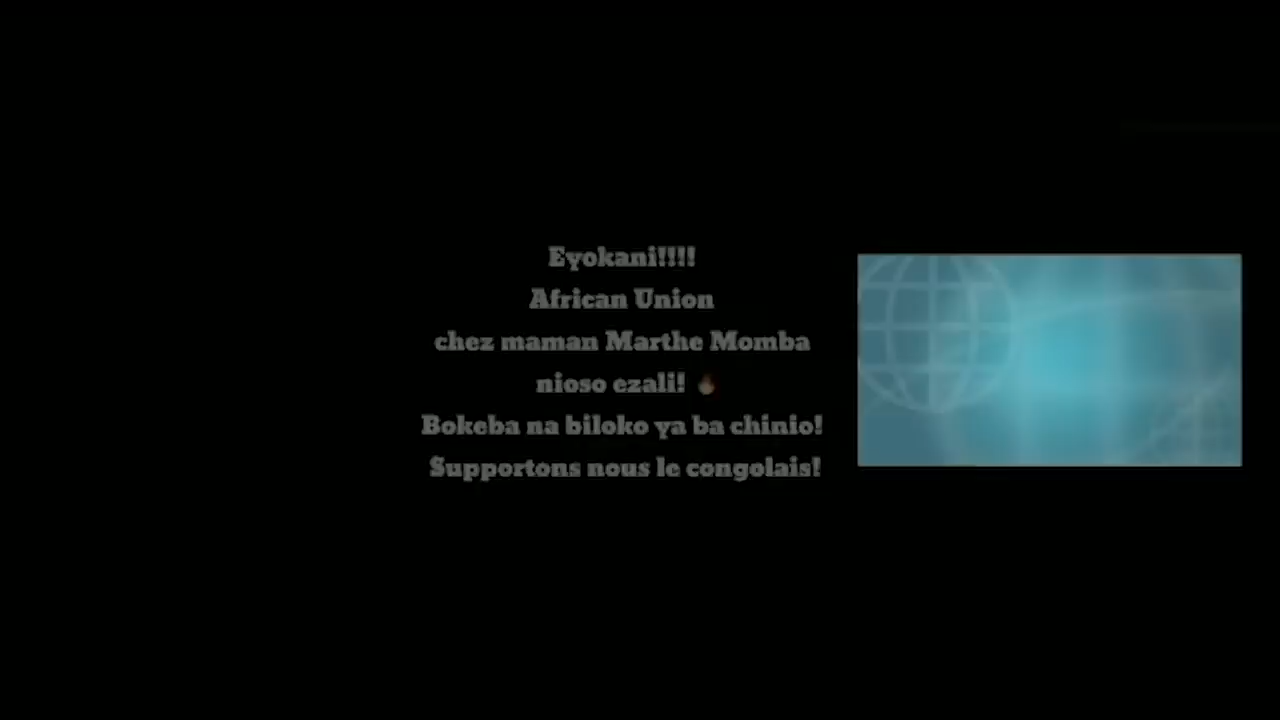 Eyokani!!!!
African Union
chez maman Marthe Momba
nioso ezali! 🔥
Bokeba na biloko ya ba chinio!
Supportons nous le congolais!